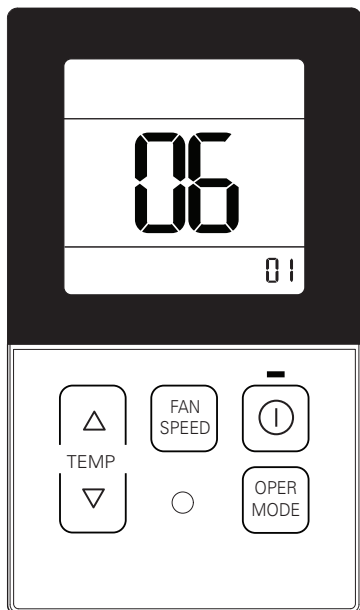 06
01
FAN
SPEED
TEMP
OPER
MODE